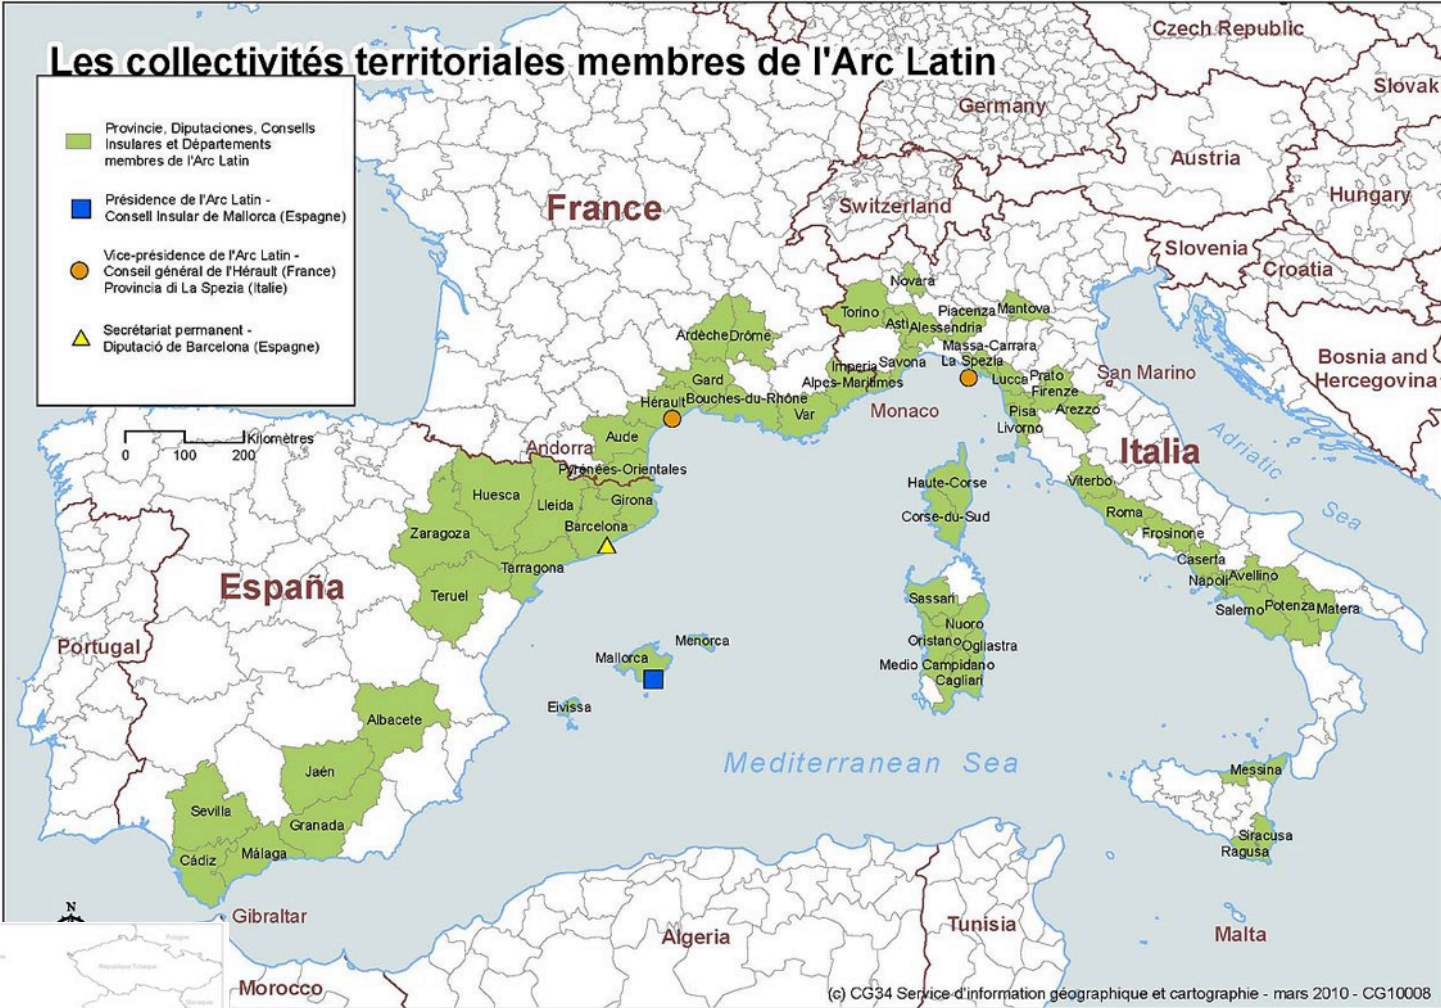 Les collectivités territoriales membres de l'Arc Latin
Provincie, Diputaciones, Consells
Insulares et Départements
membres de l'Arc Latin
Présidence de l'Arc Latin -
Consell Insular de Mallorca (Espagne)
Vice-présidence de l'Arc Latin -
Conseil général de l'Hérault (France)
Provincia di La Spezia (Italie)
Secrétariat permanent -
Diputació de Barcelona (Espagne)
Kilomètres
0 100 200
Czech Republic
Slovak
Germany
Austria
Hungary
France
Switzerland
Slovenia
Croatia
Bosnia and
Hercegovina
San Marino
Monaco
Andorra
Italia
España
Portugal
Gibraltar
Morocco
Algeria
Tunisia
Malta
Adriatic
Sea
Mediterranean Sea
Novara
Torino
Asti
Alessandria
Piacenza
Mantova
Massa-Carrara
La Spezia
Imperia
Savona
Lucca
Prato
Firenze
Pisa
Arezzo
Livorno
Ardèche
Drôme
Gard
Hérault
Bouches-du-Rhône
Alpes-Maritimes
Var
Aude
Pyrénées-Orientales
Huesca
Lleida
Girona
Barcelona
Zaragoza
Tarragona
Teruel
Haute-Corse
Corse-du-Sud
Viterbo
Roma
Frosinone
Caserta
Napoli
Avellino
Salerno
Potenza
Matera
Sassari
Nuoro
Oristano
Ogliastra
Medio Campidano
Cagliari
Menorca
Mallorca
Eivissa
Albacete
Jaén
Sevilla
Granada
Cádiz
Málaga
Messina
Siracusa
Ragusa
N
(c) CG34 Service d'information géographique et cartographie - mars 2010 - CG10008